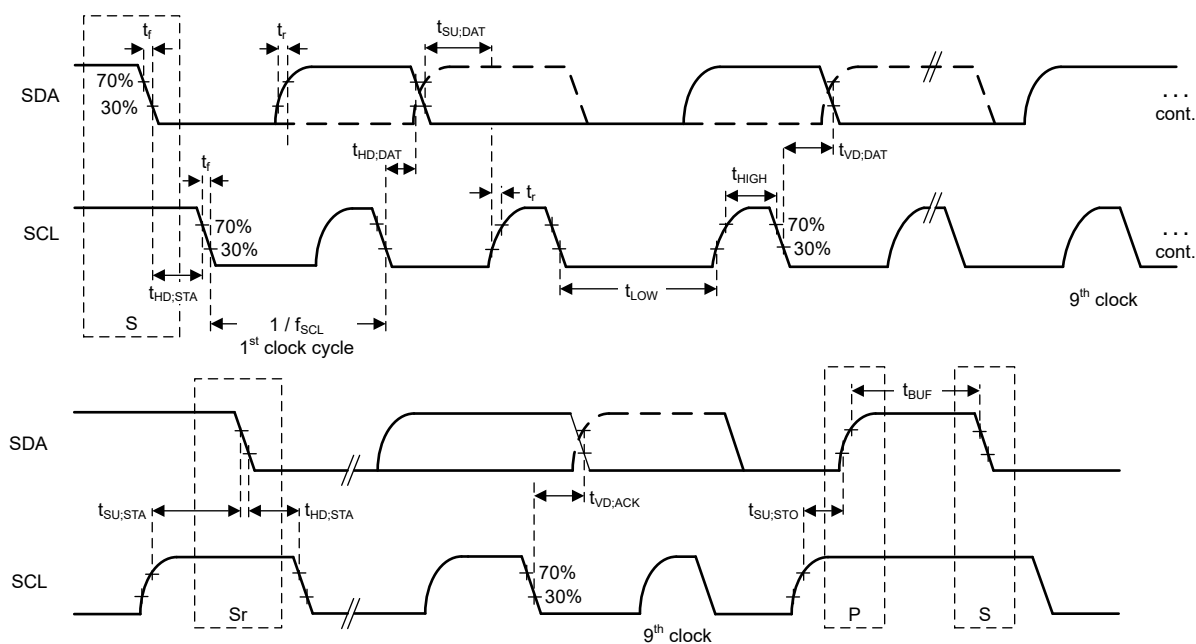 tf
tr
tSU;DAT
70%
SDA
30%
. . .
cont.
tHD;DAT
tVD;DAT
tf
tr
tHIGH
70%
SCL
30%
70%
30%
. . .
cont.
tHD;STA
tLOW
9th clock
S
1 / fSCL
1st clock cycle
tBUF
SDA
tSU;STA
tHD;STA
tVD;ACK
tSU;STO
70%
SCL
30%
Sr
P
S
9th clock